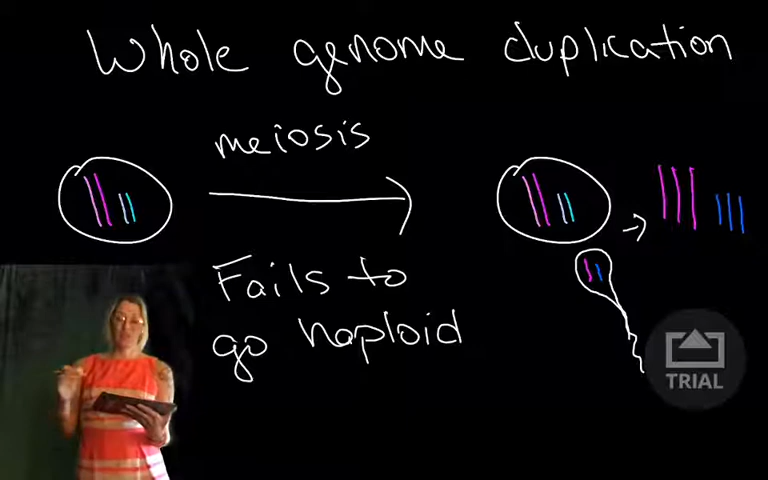 Whole genome duplication
meiosis
Fails to
go haploid
TRIAL